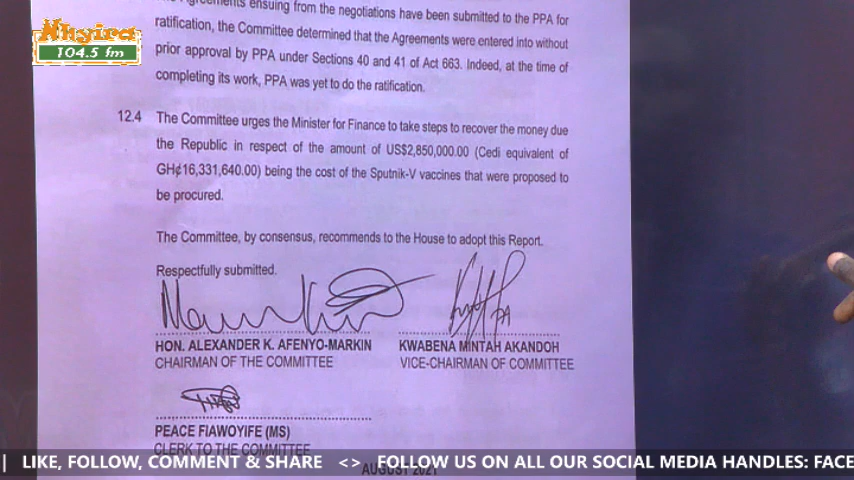 Nhyira
104.5 fm
Agreements ensuing from the negotiations have been submitted to the PPA for
ratification, the Committee determined that the Agreements were entered into without
prior approval by PPA under Sections 40 and 41 of Act 663. Indeed, at the time of
completing its work, PPA was yet to do the ratification.
12.4 The Committee urges the Minister for Finance to take steps to recover the money due
the Republic in respect of the amount of US$2,850,000.00 (Cedi equivalent of
GH¢16,331,640.00) being the cost of the Sputnik-V vaccines that were proposed to
be procured.
The Committee, by consensus, recommends to the House to adopt this Report.
Respectfully submitted.
HON. ALEXANDER K. AFENYO-MARKIN
CHAIRMAN OF THE COMMITTEE
KWABENA MINTAH AKANDOH
VICE-CHAIRMAN OF COMMITTEE
PEACE FIAWOYIFE (MS)
CLERK TO THE COMMITTEE
AUGUST 2021
| LIKE, FOLLOW, COMMENT & SHARE <> FOLLOW US ON ALL OUR SOCIAL MEDIA HANDLES: FACE